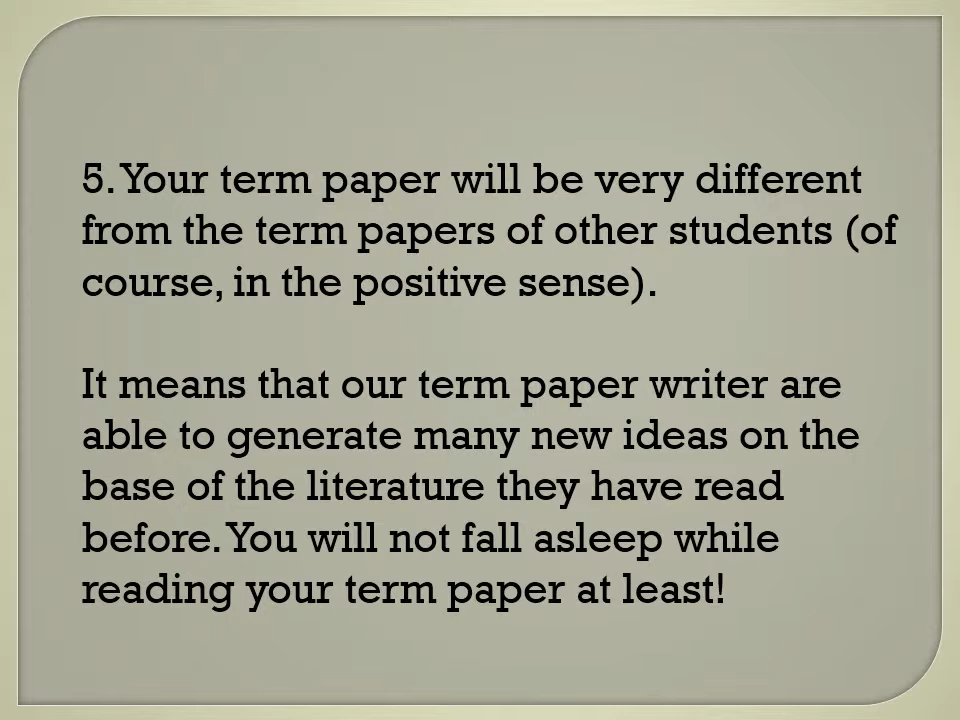 5. Your term paper will be very different
from the term papers of other students (of
course, in the positive sense).
It means that our term paper writer are
able to generate many new ideas on the
base of the literature they have read
before. You will not fall asleep while
reading your term paper at least!